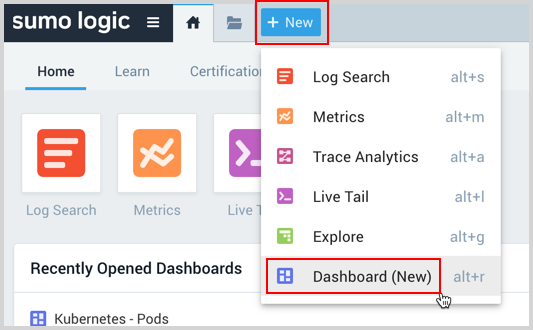 sumo logic
+ New
Home Learn Certification
Log Search alt+s
Metrics alt+m
Trace Analytics alt+a
Live Tail alt+l
Explore alt+g
Dashboard (New) alt+r
Log Search Metrics Live T
Recently Opened Dashboards
Kubernetes - Pods